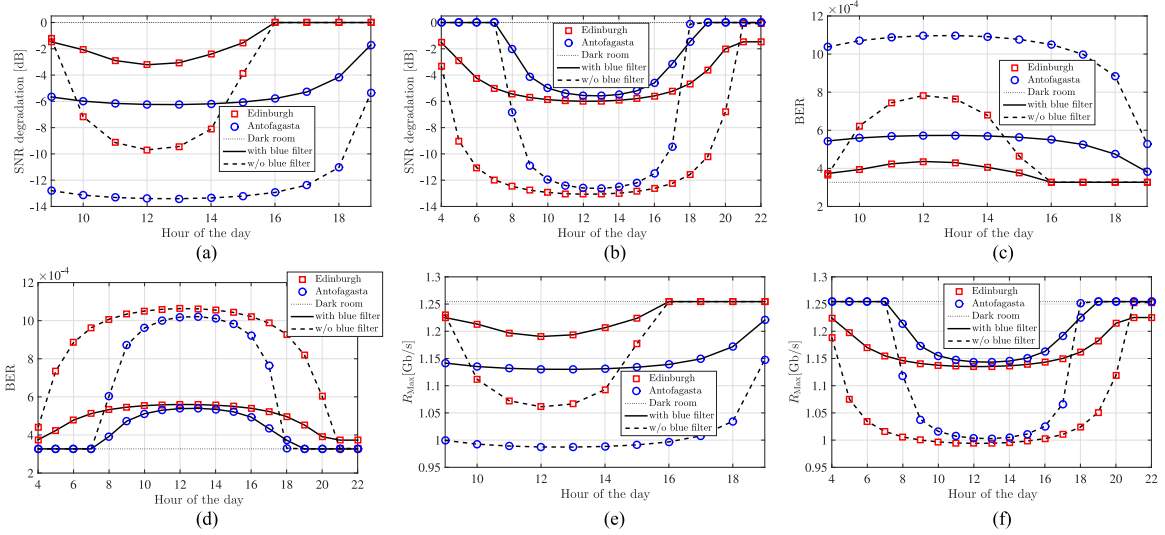 0
-2
-4
-6
-8
-10
-12
-14
SNR degradation [dB]
10 12 14 16 18
Hour of the day
Edinburgh
Antofagasta
Dark room
with blue filter
w/o blue filter
(a)
0
-2
-4
-6
-8
-10
-12
-14
SNR degradation [dB]
4 6 8 10 12 14 16 18 20 22
Hour of the day
Edinburgh
Antofagasta
Dark room
with blue filter
w/o blue filter
(b)
×10⁻⁴
12
10
8
6
4
2
BER
10 12 14 16 18
Hour of the day
Edinburgh
Antofagasta
Dark room
with blue filter
w/o blue filter
(c)
×10⁻⁴
12
10
8
6
4
2
BER
4 6 8 10 12 14 16 18 20 22
Hour of the day
Edinburgh
Antofagasta
Dark room
with blue filter
w/o blue filter
(d)
1.3
1.25
1.2
1.15
1.1
1.05
1
0.95
R_Max[Gb/s]
10 12 14 16 18
Hour of the day
Edinburgh
Antofagasta
Dark room
with blue filter
w/o blue filter
(e)
1.3
1.25
1.2
1.15
1.1
1.05
1
0.95
R_Max[Gb/s]
4 6 8 10 12 14 16 18 20 22
Hour of the day
Edinburgh
Antofagasta
Dark room
with blue filter
w/o blue filter
(f)